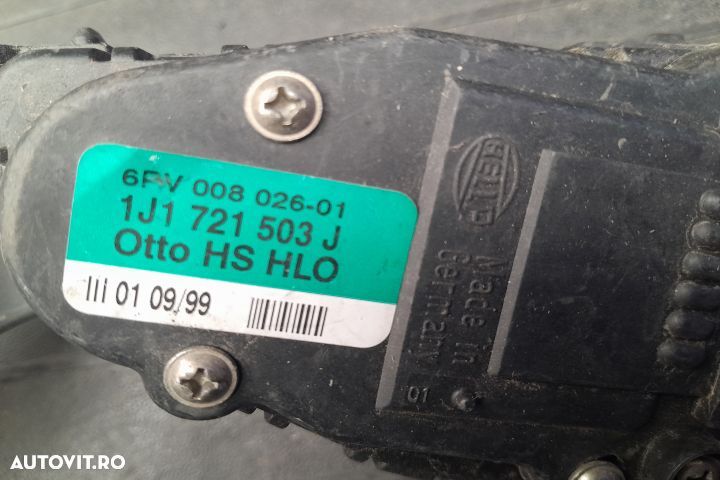 6PV 008 026-01
1J1 721 503 J
Otto HS HLO
III 01 09/99
HELLA
Made in
Germany
01
AUTOVIT.RO